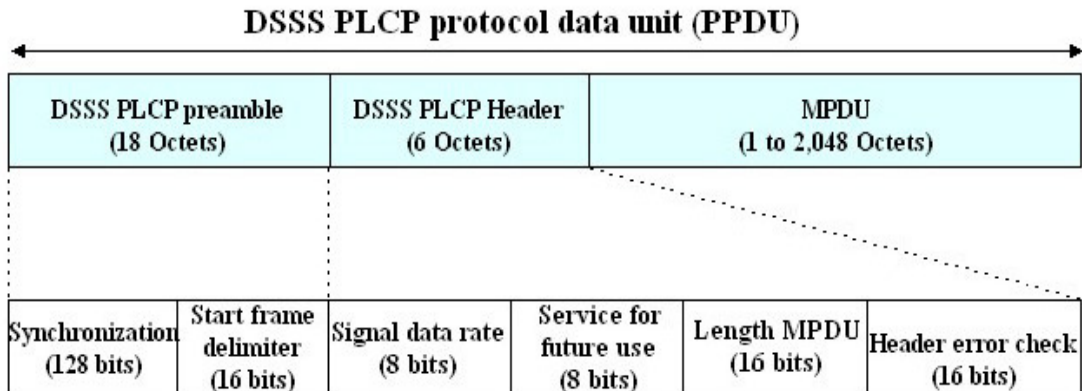 DSSS PLCP protocol data unit (PPDU)
DSSS PLCP preamble
(18 Octets)
DSSS PLCP Header
(6 Octets)
MPDU
(1 to 2,048 Octets)
Synchronization
(128 bits)
Start frame
delimiter
(16 bits)
Signal data rate
(8 bits)
Service for
future use
(8 bits)
Length MPDU
(16 bits)
Header error check
(16 bits)